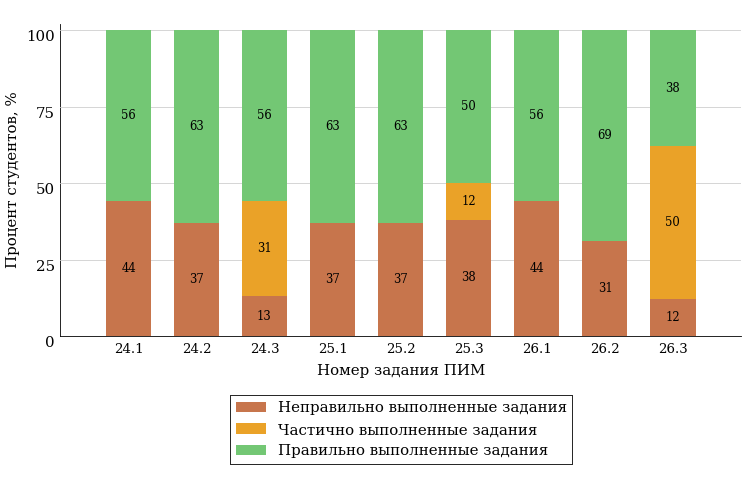 100
75
50
25
0
Процент студентов, %
56 63 56 63 63 50 56 69 38
31 12 50
44 37 13 37 37 38 44 31 12
24.1 24.2 24.3 25.1 25.2 25.3 26.1 26.2 26.3
Номер задания ПИМ
Неправильно выполненные задания
Частично выполненные задания
Правильно выполненные задания